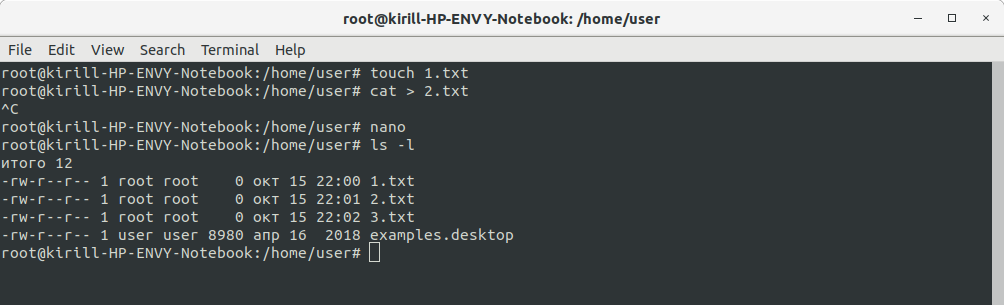 root@kirill-HP-ENVY-Notebook: /home/user
File Edit View Search Terminal Help
root@kirill-HP-ENVY-Notebook:/home/user# touch 1.txt
root@kirill-HP-ENVY-Notebook:/home/user# cat > 2.txt
^C
root@kirill-HP-ENVY-Notebook:/home/user# nano
root@kirill-HP-ENVY-Notebook:/home/user# ls -l
итого 12
-rw-r--r-- 1 root root    0 окт 15 22:00 1.txt
-rw-r--r-- 1 root root    0 окт 15 22:01 2.txt
-rw-r--r-- 1 root root    0 окт 15 22:02 3.txt
-rw-r--r-- 1 user user 8980 апр 16  2018 examples.desktop
root@kirill-HP-ENVY-Notebook:/home/user#